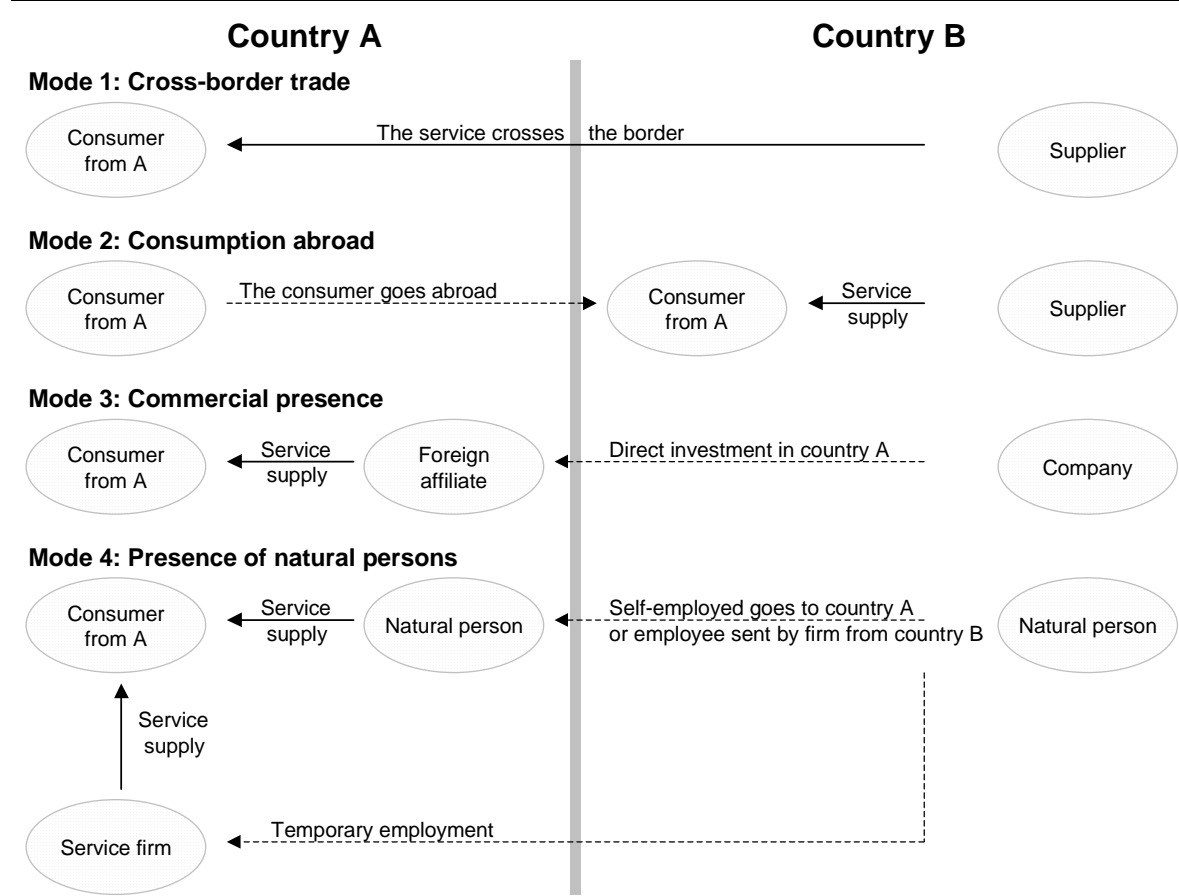 Country A
Country B
Mode 1: Cross-border trade
Consumer
from A
The service crosses the border
Supplier
Mode 2: Consumption abroad
Consumer
from A
The consumer goes abroad
Consumer
from A
Service
supply
Supplier
Mode 3: Commercial presence
Consumer
from A
Service
supply
Foreign
affiliate
Direct investment in country A
Company
Mode 4: Presence of natural persons
Consumer
from A
Service
supply
Natural person
Self-employed goes to country A
or employee sent by firm from country B
Natural person
Service
supply
Service firm
Temporary employment